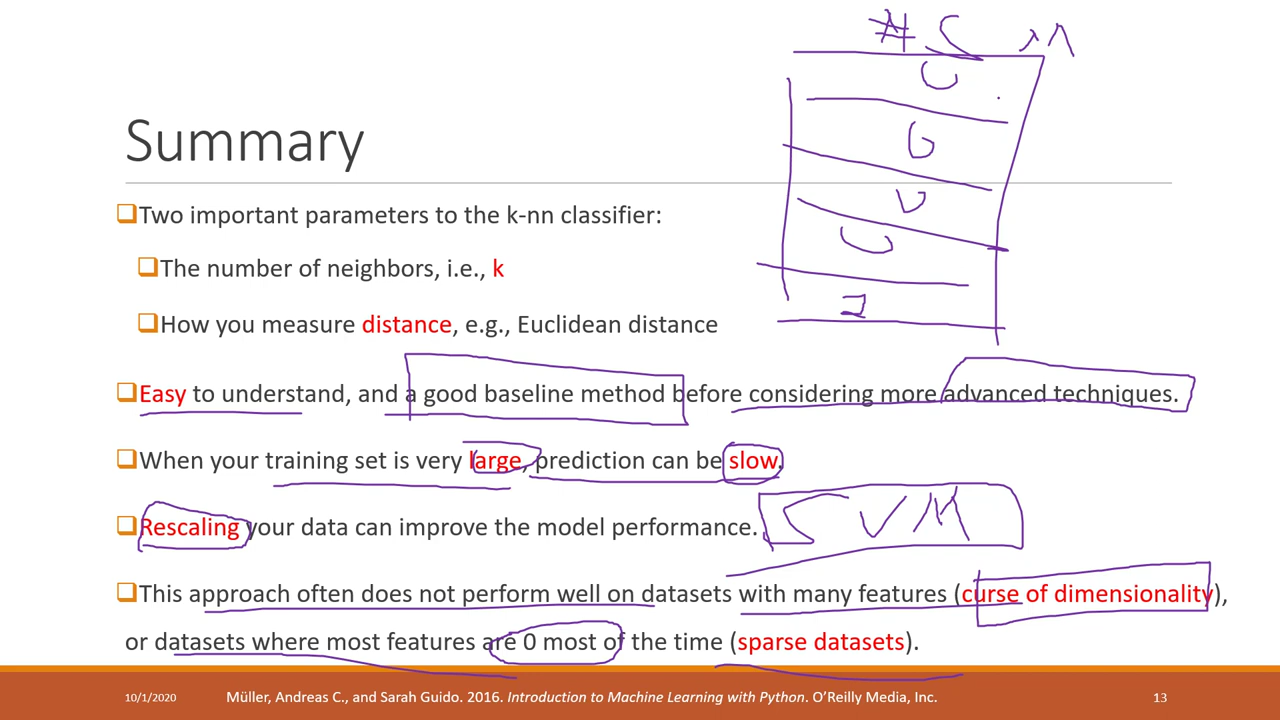 Summary
Two important parameters to the k-nn classifier:
The number of neighbors, i.e., k
How you measure distance, e.g., Euclidean distance
Easy to understand, and a good baseline method before considering more advanced techniques.
When your training set is very large, prediction can be slow.
Rescaling your data can improve the model performance.
SVM
This approach often does not perform well on datasets with many features (curse of dimensionality),
or datasets where most features are 0 most of the time (sparse datasets).
10/1/2020 Müller, Andreas C., and Sarah Guido. 2016. Introduction to Machine Learning with Python. O'Reilly Media, Inc. 13